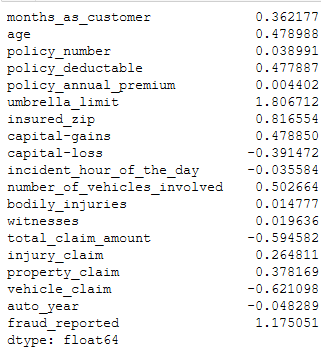 months_as_customer 0.362177
age 0.478988
policy_number 0.038991
policy_deductable 0.477887
policy_annual_premium 0.004402
umbrella_limit 1.806712
insured_zip 0.816554
capital-gains 0.478850
capital-loss -0.391472
incident_hour_of_the_day -0.035584
number_of_vehicles_involved 0.502664
bodily_injuries 0.014777
witnesses 0.019636
total_claim_amount -0.594582
injury_claim 0.264811
property_claim 0.378169
vehicle_claim -0.621098
auto_year -0.048289
fraud_reported 1.175051
dtype: float64